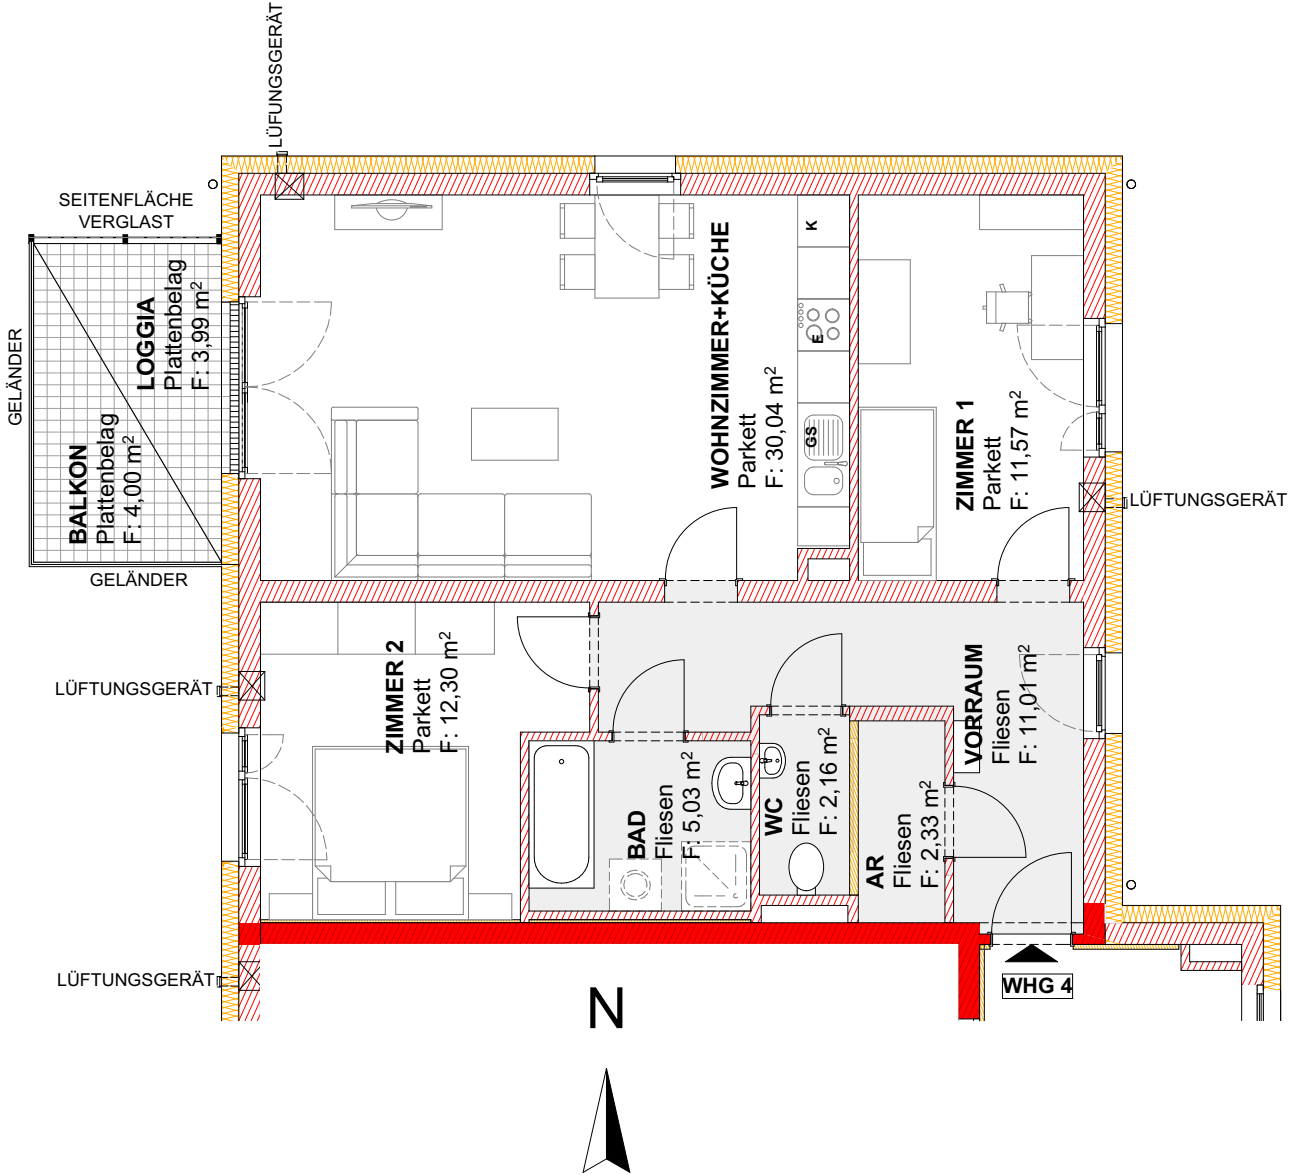 LÜFUNGSGERÄT
SEITENFLÄCHE
VERGLAST
GELÄNDER
LOGGIA
Plattenbelag
F: 3,99 m²
BALKON
Plattenbelag
F: 4,00 m²
GELÄNDER
WOHNZIMMER+KÜCHE
Parkett
F: 30,04 m²
K
E
GS
ZIMMER 1
Parkett
F: 11,57 m²
LÜFTUNGSGERÄT
LÜFTUNGSGERÄT
ZIMMER 2
Parkett
F: 12,30 m²
BAD
Fliesen
F: 5,03 m²
WC
Fliesen
F: 2,16 m²
AR
Fliesen
F: 2,33 m²
VORRAUM
Fliesen
F: 11,01 m²
LÜFTUNGSGERÄT
WHG 4
N